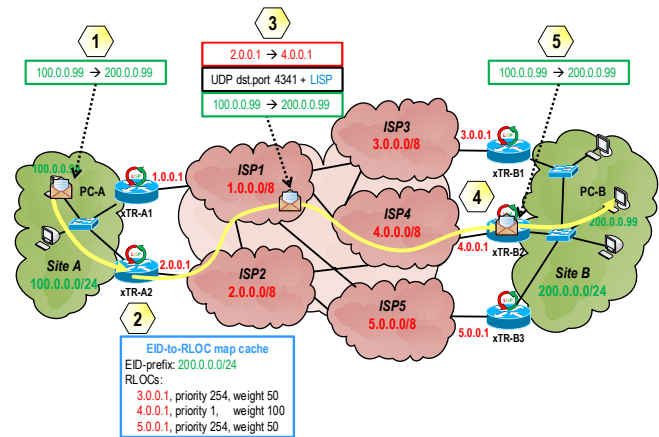 1
3
5
100.0.0.99 → 200.0.0.99
2.0.0.1 → 4.0.0.1
UDP dst.port 4341 + LISP
100.0.0.99 → 200.0.0.99
100.0.0.99 → 200.0.0.99
ISP3
3.0.0.0/8
3.0.0.1
LISP
xTR-B1
100.0.0.99
PC-A
LISP
1.0.0.1
xTR-A1
ISP1
1.0.0.0/8
ISP4
4.0.0.0/8
4
4.0.0.1
xTR-B2
PC-B
200.0.0.99
Site A
100.0.0.0/24
LISP
2.0.0.1
xTR-A2
ISP2
2.0.0.0/8
ISP5
5.0.0.0/8
5.0.0.1
LISP
xTR-B3
Site B
200.0.0.0/24
2
EID-to-RLOC map cache
EID-prefix: 200.0.0.0/24
RLOCs:
3.0.0.1, priority 254, weight 50
4.0.0.1, priority 1, weight 100
5.0.0.1, priority 254, weight 50